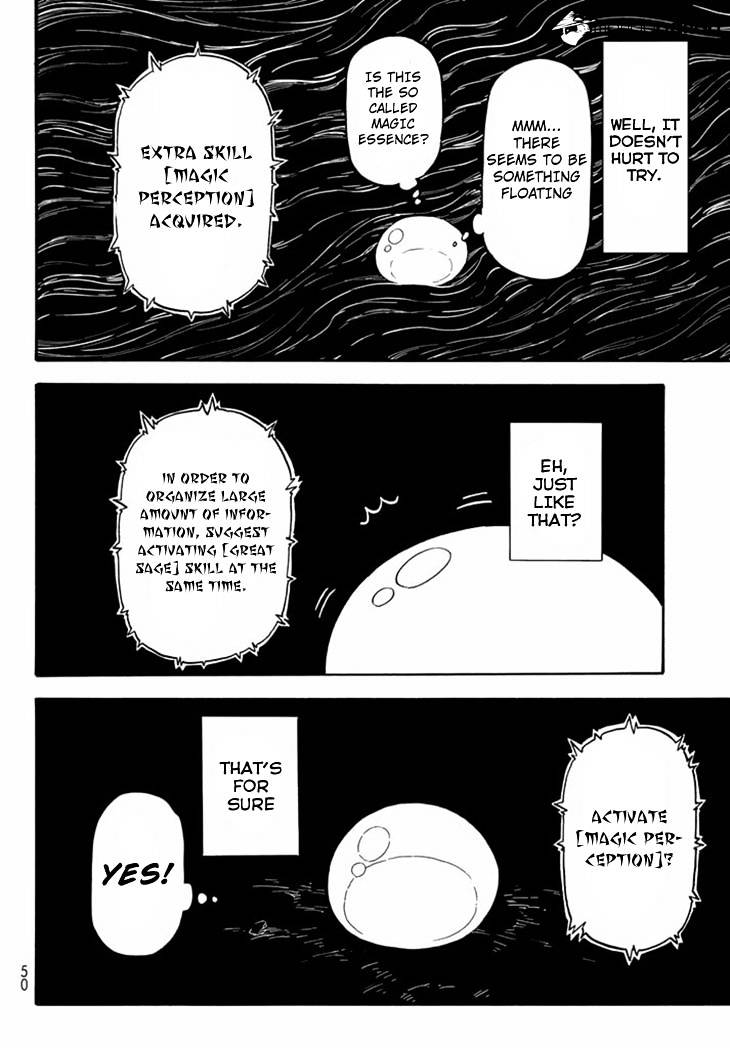 WELL, IT
DOESN'T
HURT TO
TRY.
MMM...
THERE
SEEMS TO BE
SOMETHING
FLOATING
IS THIS
THE SO
CALLED
MAGIC
ESSENCE?
EXTRA SKILL
[MAGIC
PERCEPTION]
ACQUIRED.
EH,
JUST
LIKE
THAT?
IN ORDER TO
ORGANIZE LARGE
AMOUNT OF INFOR-
MATION, SUGGEST
ACTIVATING [GREAT
SAGE] SKILL AT THE
THE SAME TIME.
ACTIVATE
[MAGIC PER-
CEPTION]?
THAT'S
FOR
SURE
YES!
50